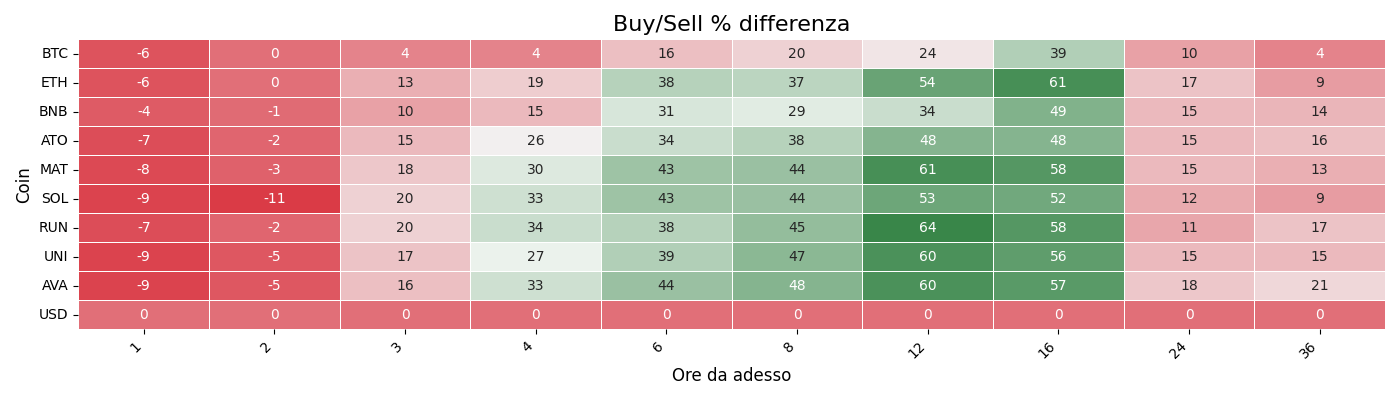 Buy/Sell % differenza
Coin
BTC -6 0 4 4 16 20 24 39 10 4
ETH -6 0 13 19 38 37 54 61 17 9
BNB -4 -1 10 15 31 29 34 49 15 14
ATO -7 -2 15 26 34 38 48 48 15 16
MAT -8 -3 18 30 43 44 61 58 15 13
SOL -9 -11 20 33 43 44 53 52 12 9
RUN -7 -2 20 34 38 45 64 58 11 17
UNI -9 -5 17 27 39 47 60 56 15 15
AVA -9 -5 16 33 44 48 60 57 18 21
USD 0 0 0 0 0 0 0 0 0 0
1 2 3 4 6 8 12 16 24 36
Ore da adesso